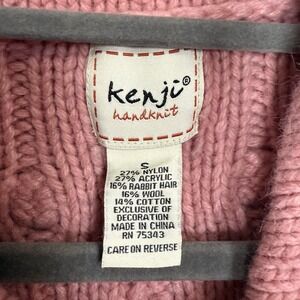 kenji®
handknit
S
27% NYLON
27% ACRYLIC
16% RABBIT HAIR
16% WOOL
14% COTTON
EXCLUSIVE OF
DECORATION
MADE IN CHINA
RN 75343
CARE ON REVERSE